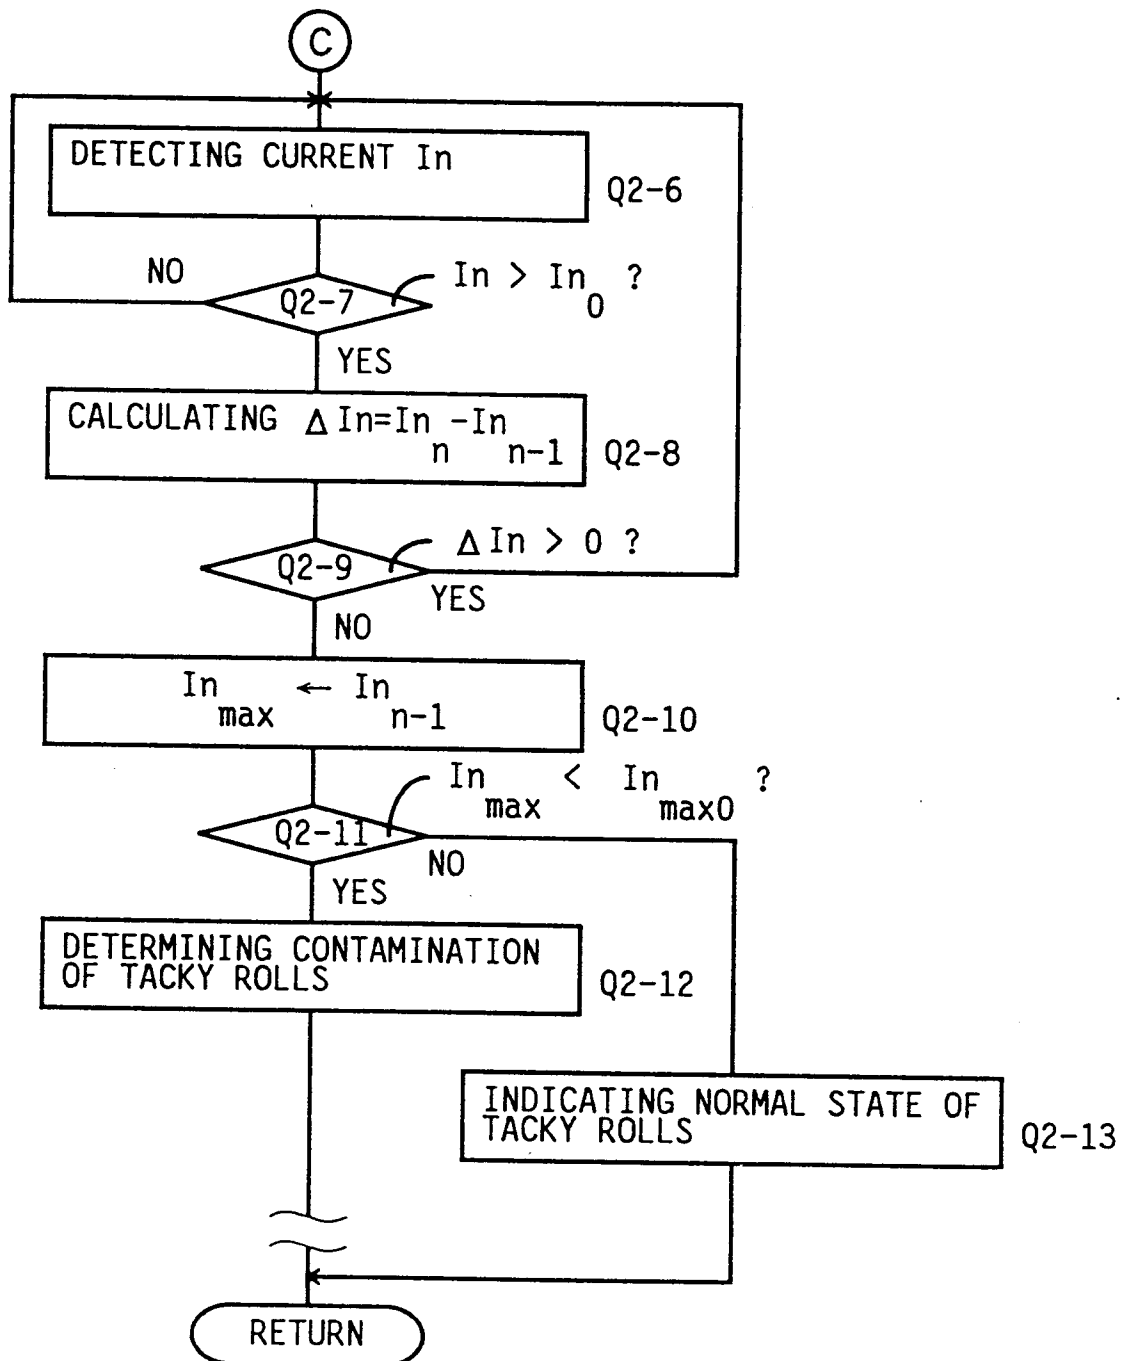 C
DETECTING CURRENT In
Q2-6
NO
In > In0 ?
Q2-7
YES
CALCULATING Δ In=Inn -Inn-1
Q2-8
Δ In > 0 ?
Q2-9
YES
NO
Inmax ← Inn-1
Q2-10
Inmax < Inmax0 ?
Q2-11
NO
YES
DETERMINING CONTAMINATION
OF TACKY ROLLS
Q2-12
INDICATING NORMAL STATE OF
TACKY ROLLS
Q2-13
RETURN